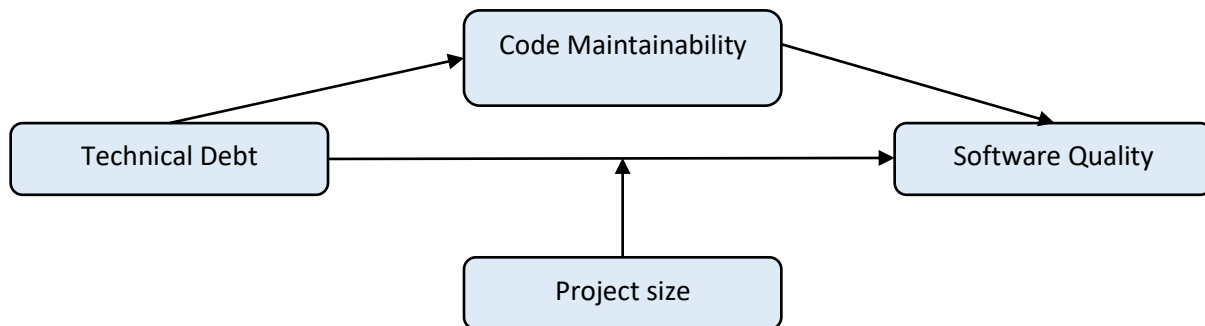 Code Maintainability
Technical Debt
Software Quality
Project size